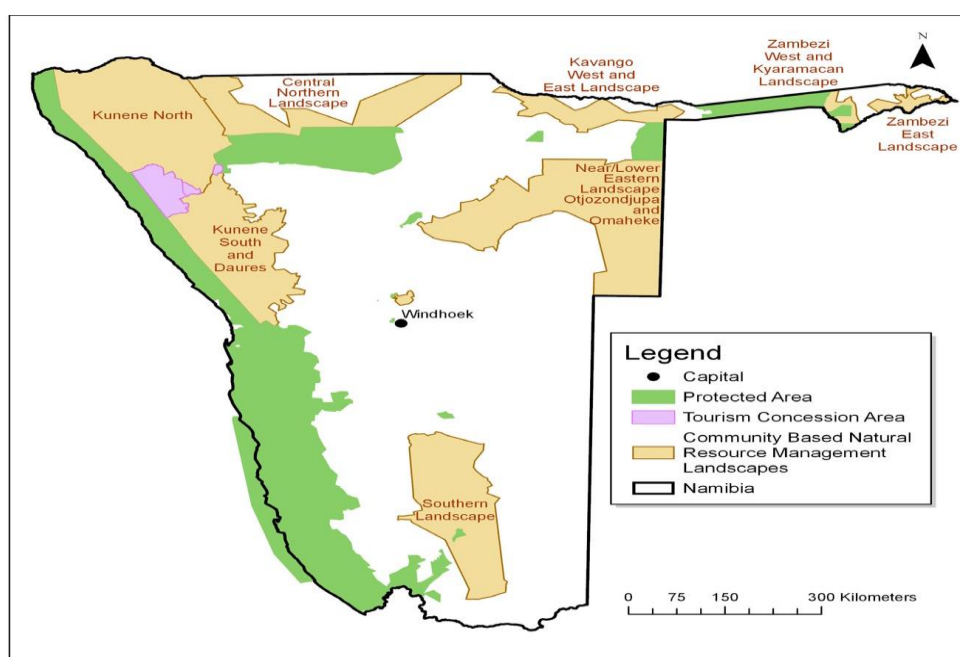 N
Zambezi
West and
Kyaramacan
Landscape
Kavango
West and
East Landscape
Central
Northern
Landscape
Kunene North
Zambezi
East
Landscape
Near/Lower
Eastern
Landscape
Otjozondjupa
and
Omaheke
Kunene
South
and
Daures
Windhoek
Southern
Landscape
Legend
Capital
Protected Area
Tourism Concession Area
Community Based Natural
Resource Management
Landscapes
Namibia
0 75 150 300 Kilometers